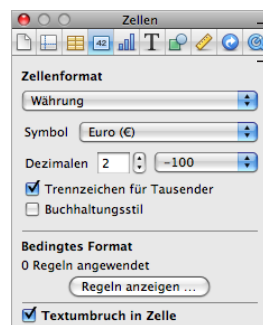 Zellen
42 T
Zellenformat
Währung
Symbol Euro (€)
Dezimalen 2 -100
Trennzeichen für Tausender
Buchhaltungsstil
Bedingtes Format
0 Regeln angewendet
Regeln anzeigen ...
Textumbruch in Zelle